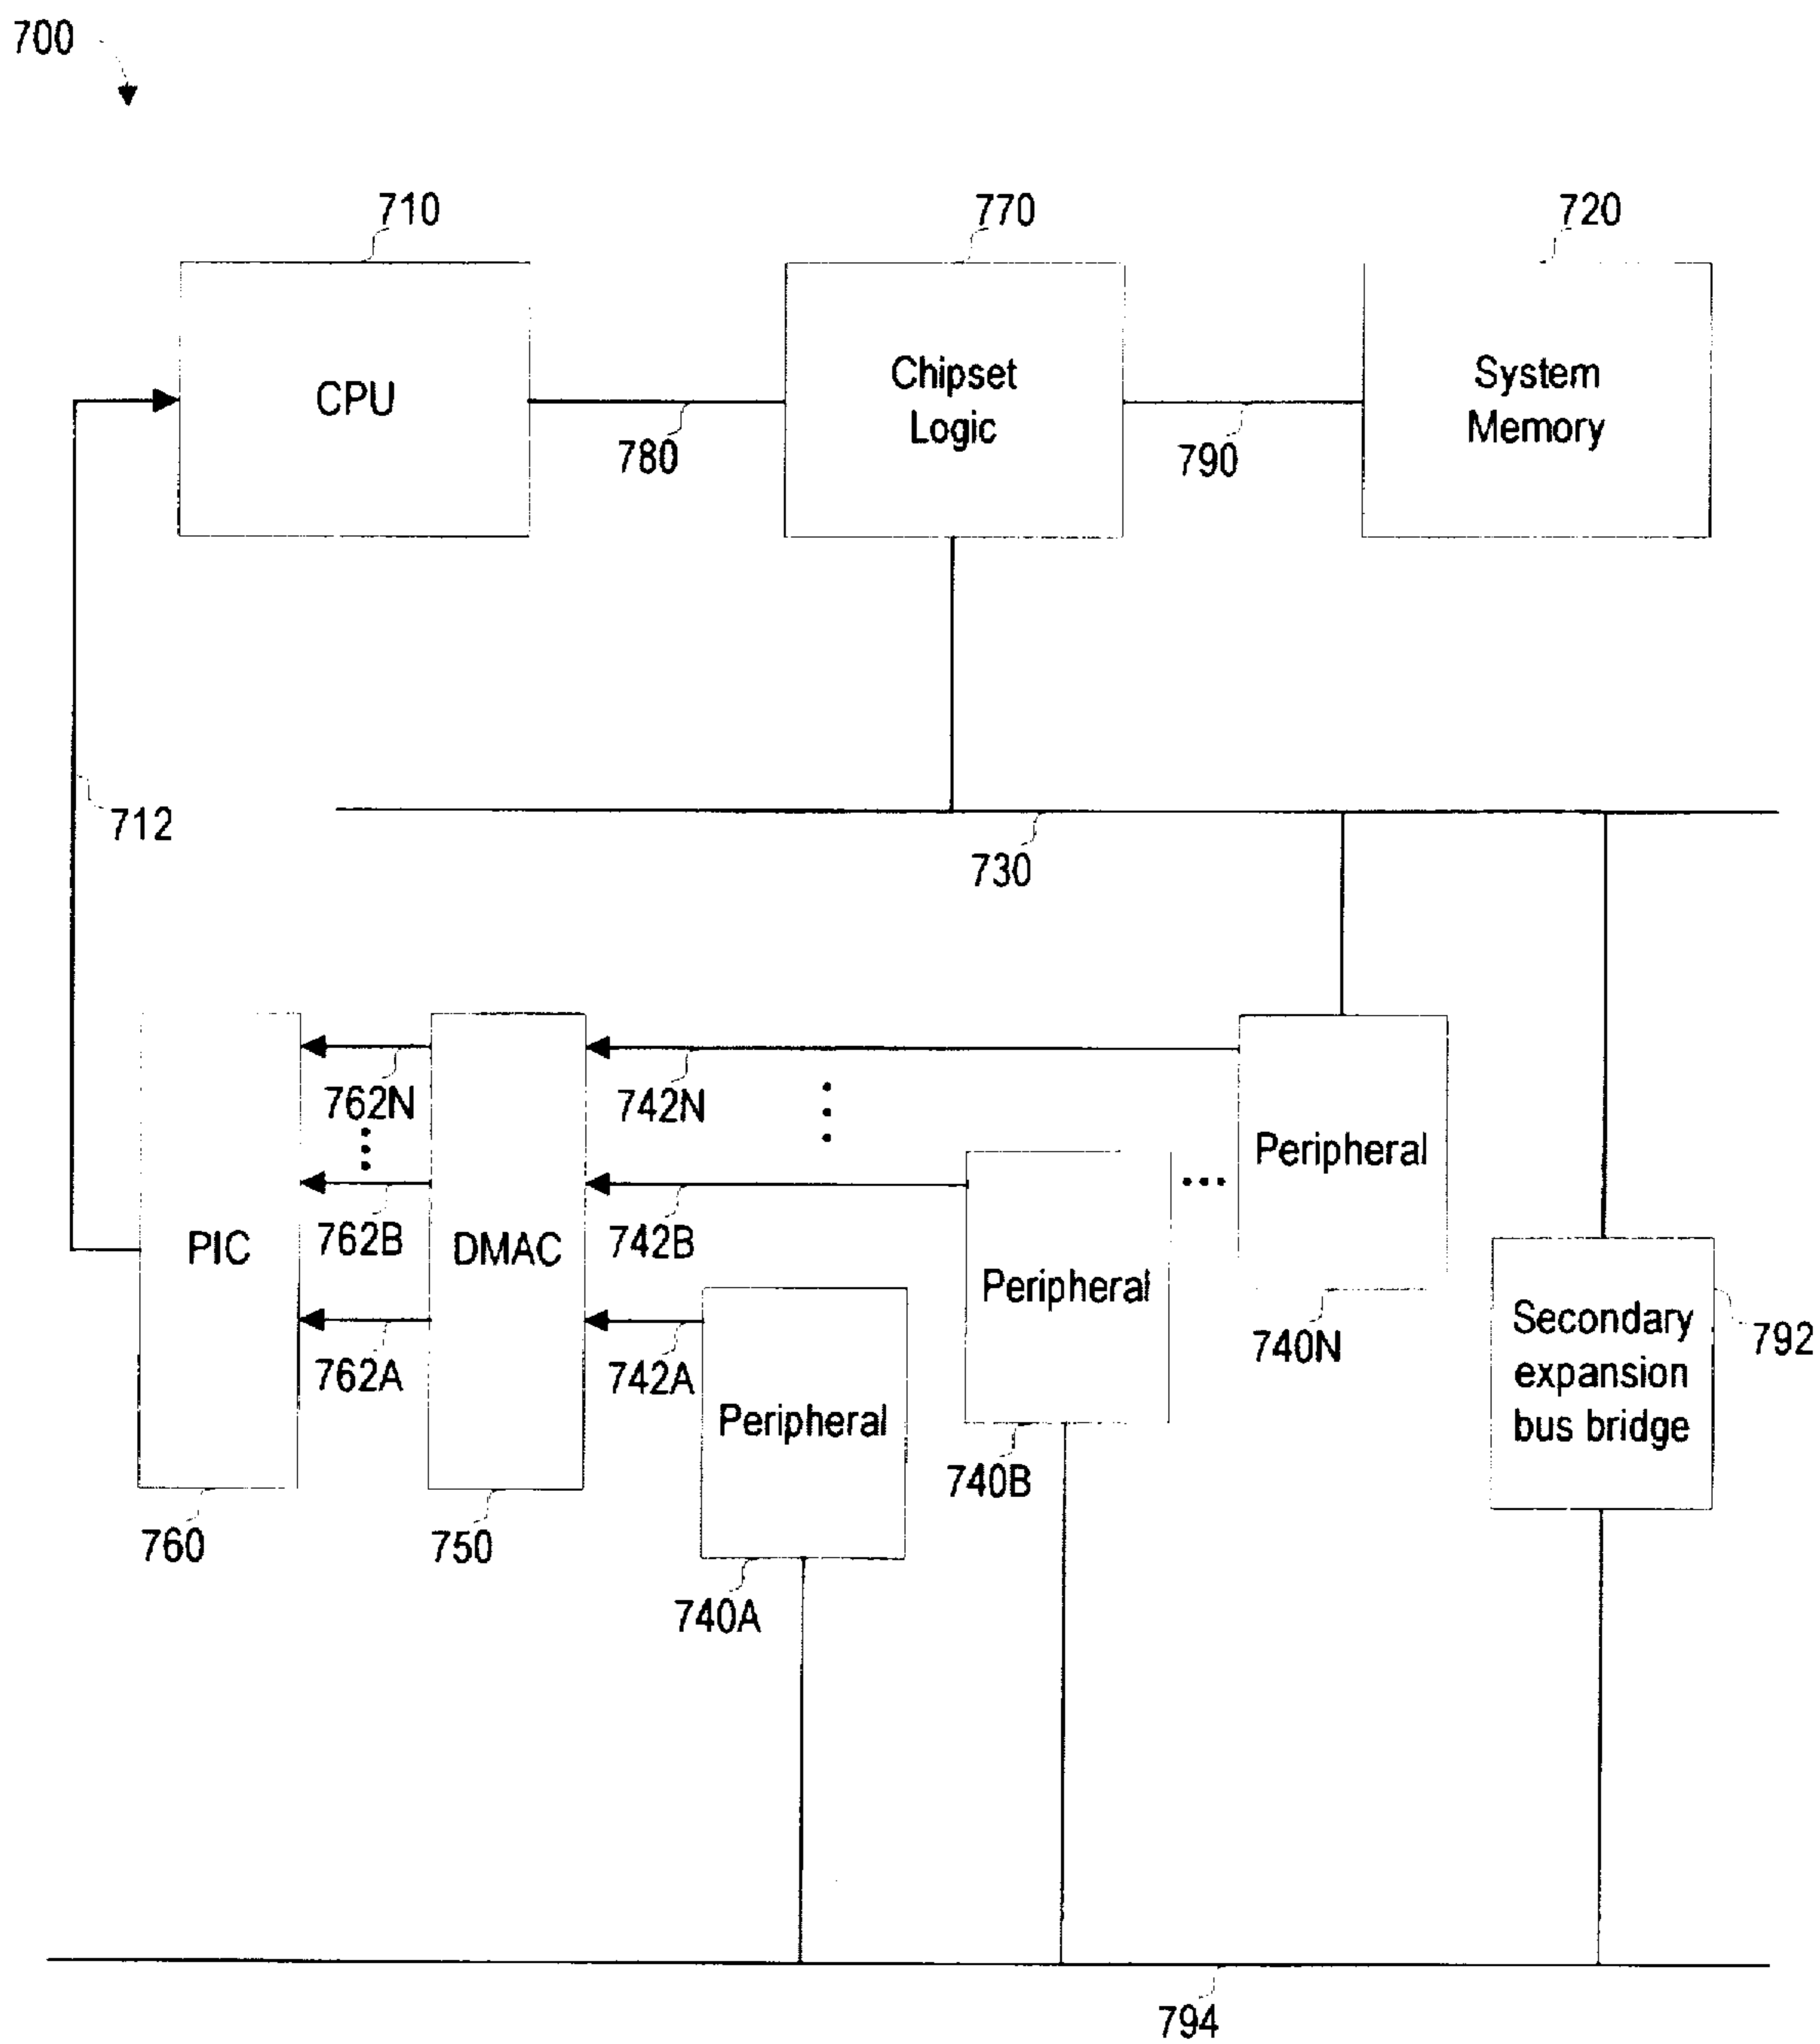 700
710
770
720
CPU
Chipset
Logic
System
Memory
780
790
712
730
762N
742N
Peripheral
762B
742B
PIC
DMAC
Peripheral
Secondary
expansion
bus bridge
792
762A
742A
740N
Peripheral
740B
760
750
740A
794